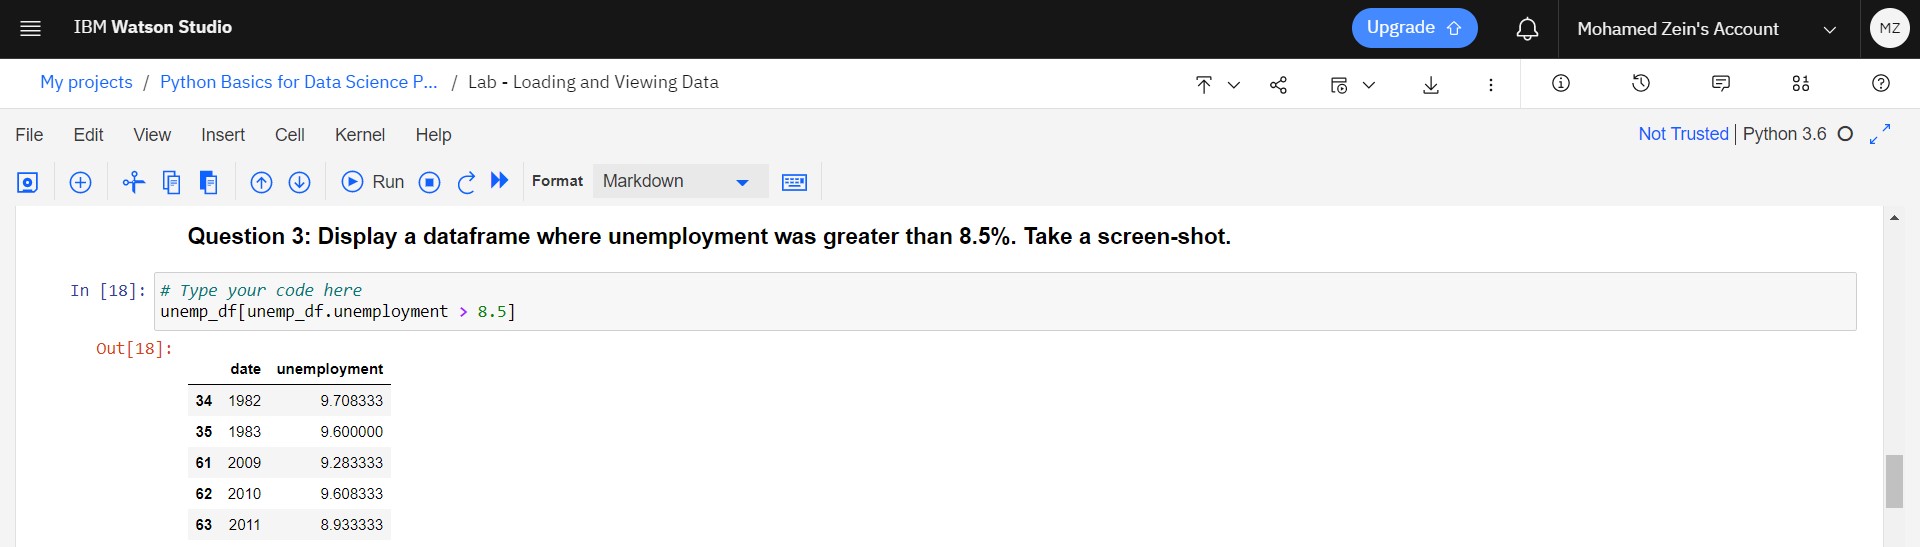 IBM Watson Studio
Upgrade
Mohamed Zein's Account
MZ
My projects / Python Basics for Data Science P... / Lab - Loading and Viewing Data
File Edit View Insert Cell Kernel Help
Not Trusted | Python 3.6
Run
Format
Markdown
Question 3: Display a dataframe where unemployment was greater than 8.5%. Take a screen-shot.
In [18]: # Type your code here
unemp_df[unemp_df.unemployment > 8.5]
Out[18]:
date unemployment
34 1982 9.708333
35 1983 9.600000
61 2009 9.283333
62 2010 9.608333
63 2011 8.933333